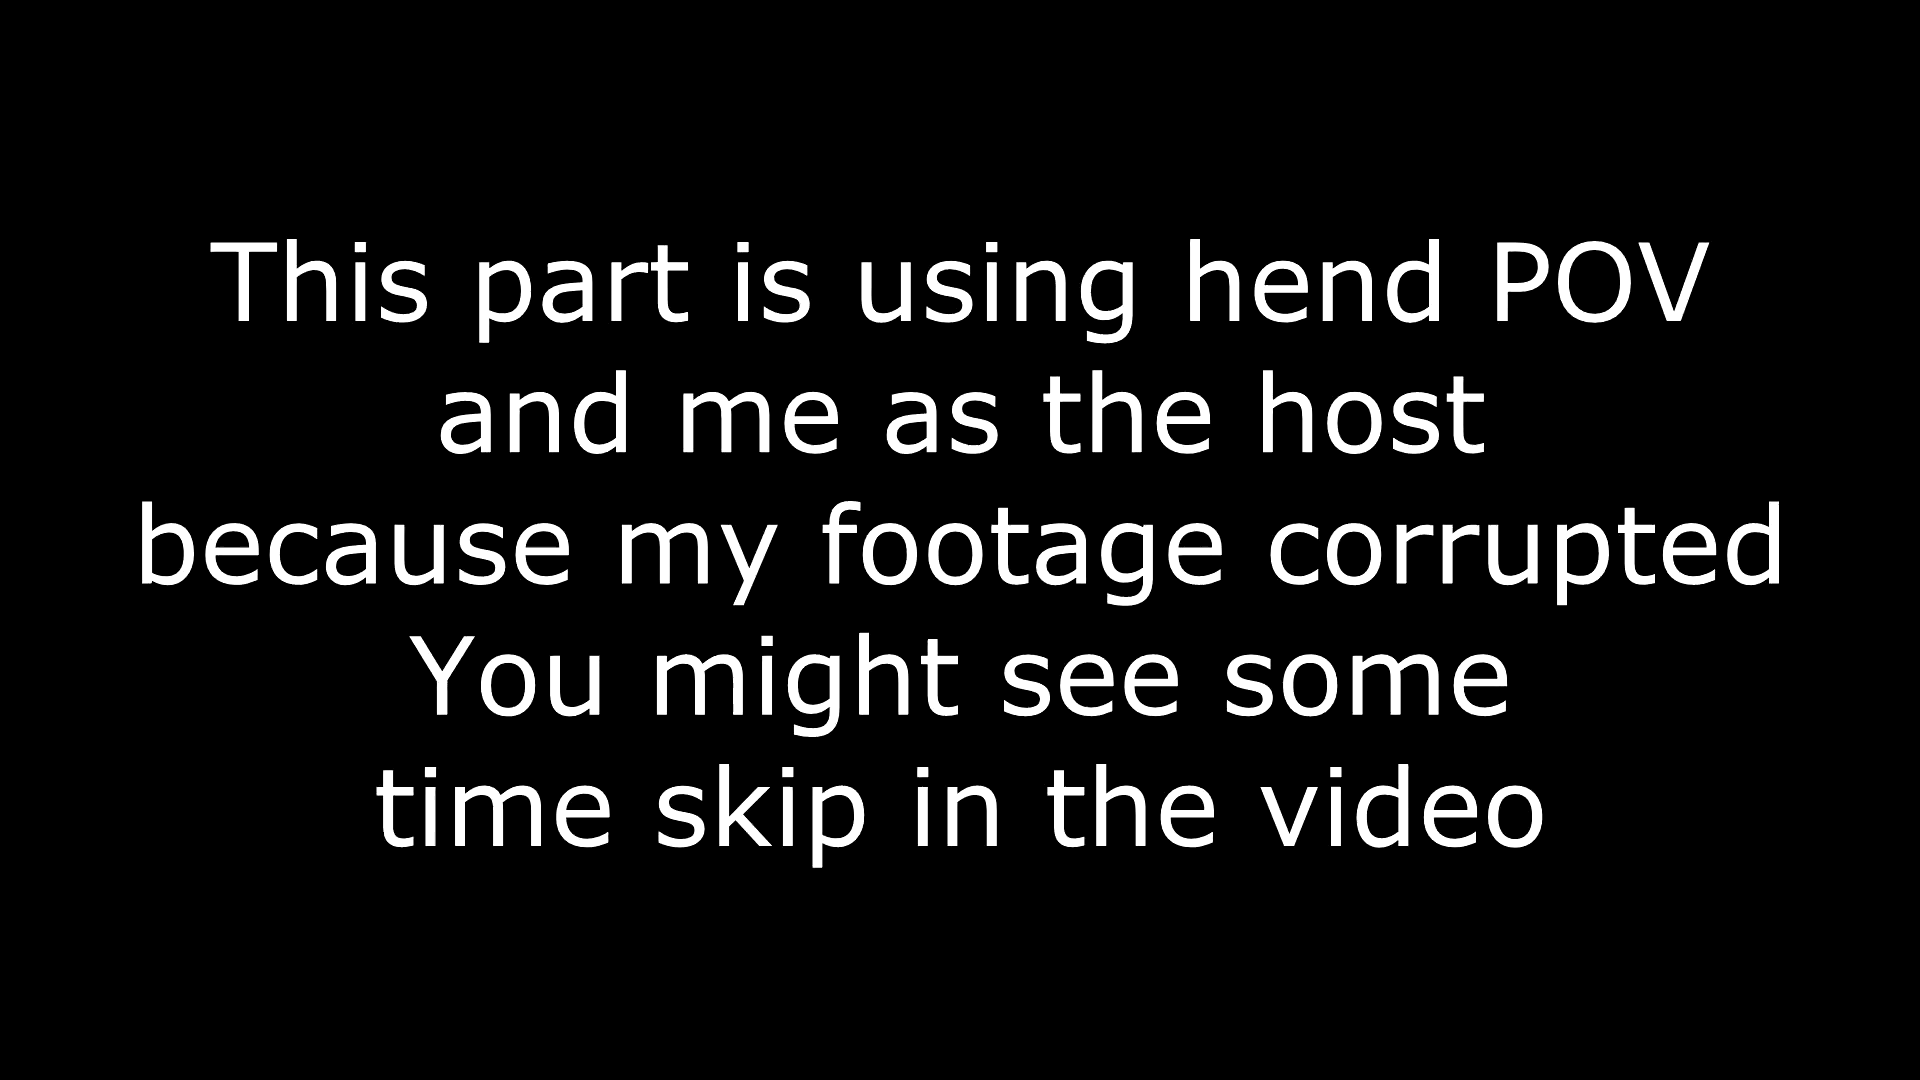 This part is using hend POV
and me as the host
because my footage corrupted
You might see some
time skip in the video